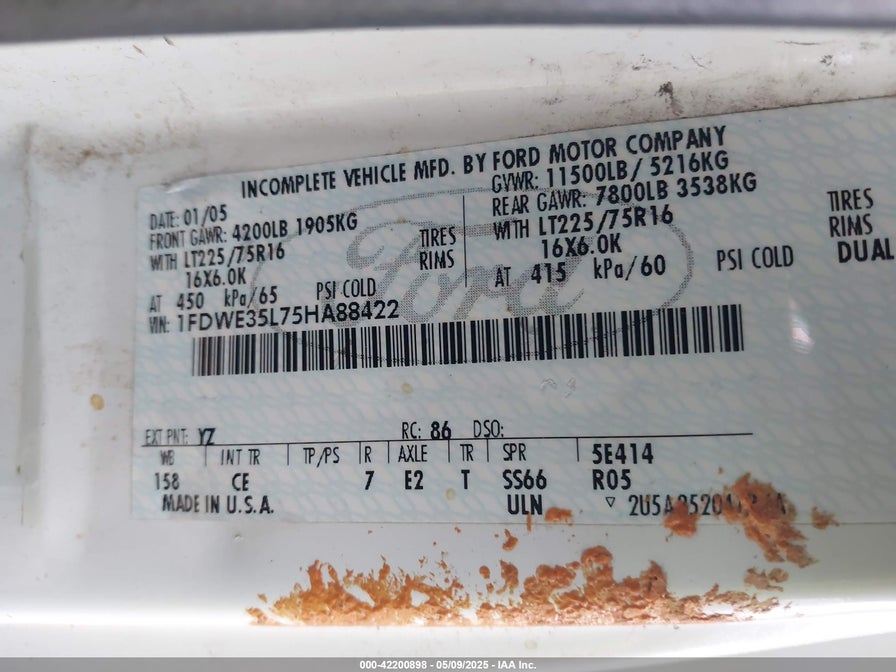 INCOMPLETE VEHICLE MFD. BY FORD MOTOR COMPANY
DATE: 01/05
GVWR: 11500LB/ 5216KG
FRONT GAWR: 4200LB 1905KG
REAR GAWR: 7800LB 3538KG
WITH LT225/75R16 TIRES
WITH LT225/75R16 TIRES
16X6.0K RIMS
16X6.0K RIMS
AT 450 kPa/65 PSI COLD
AT 415 kPa/60 PSI COLD DUAL
VIN: 1FDWE35L75HA88422
Ford
EXT PNT: YZ RC: 86 DSO:
WB INT TR TP/PS R AXLE TR SPR 5E414
158 CE 7 E2 T SS66 R05
MADE IN U.S.A. ULN
000-42200898 - 05/09/2025 - IAA Inc.